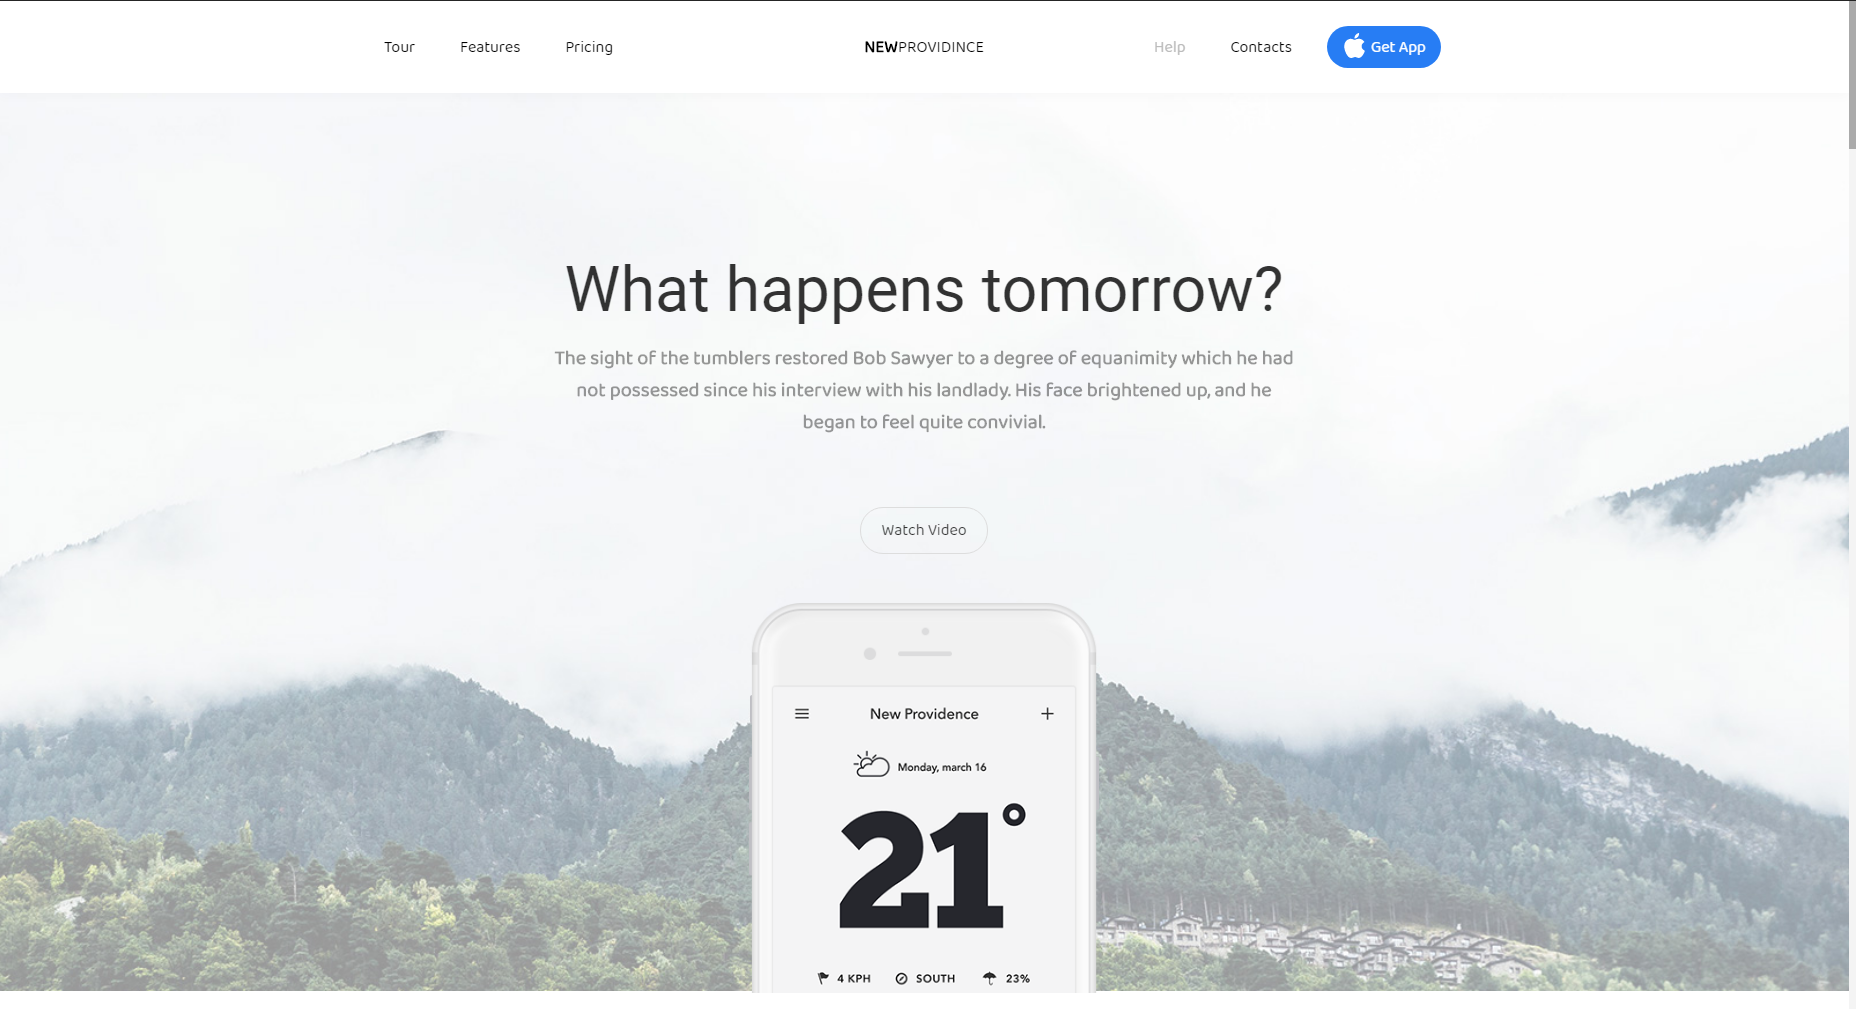 Tour Features Pricing NEWPROVIDINCE Help Contacts Get App
What happens tomorrow?
The sight of the tumblers restored Bob Sawyer to a degree of equanimity which he had
not possessed since his interview with his landlady. His face brightened up, and he
began to feel quite convivial.
Watch Video
New Providence
Monday, march 16
21°
4 KPH SOUTH 23%